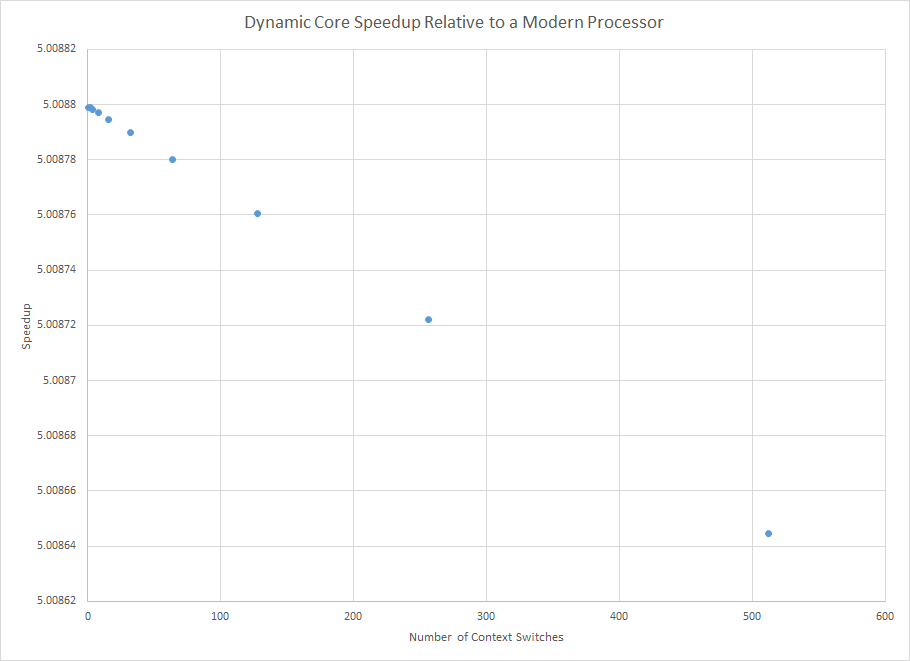 Dynamic Core Speedup Relative to a Modern Processor
5.00882
5.0088
5.00878
5.00876
5.00874
5.00872
5.0087
5.00868
5.00866
5.00864
5.00862
Speedup
0 100 200 300 400 500 600
Number of Context Switches